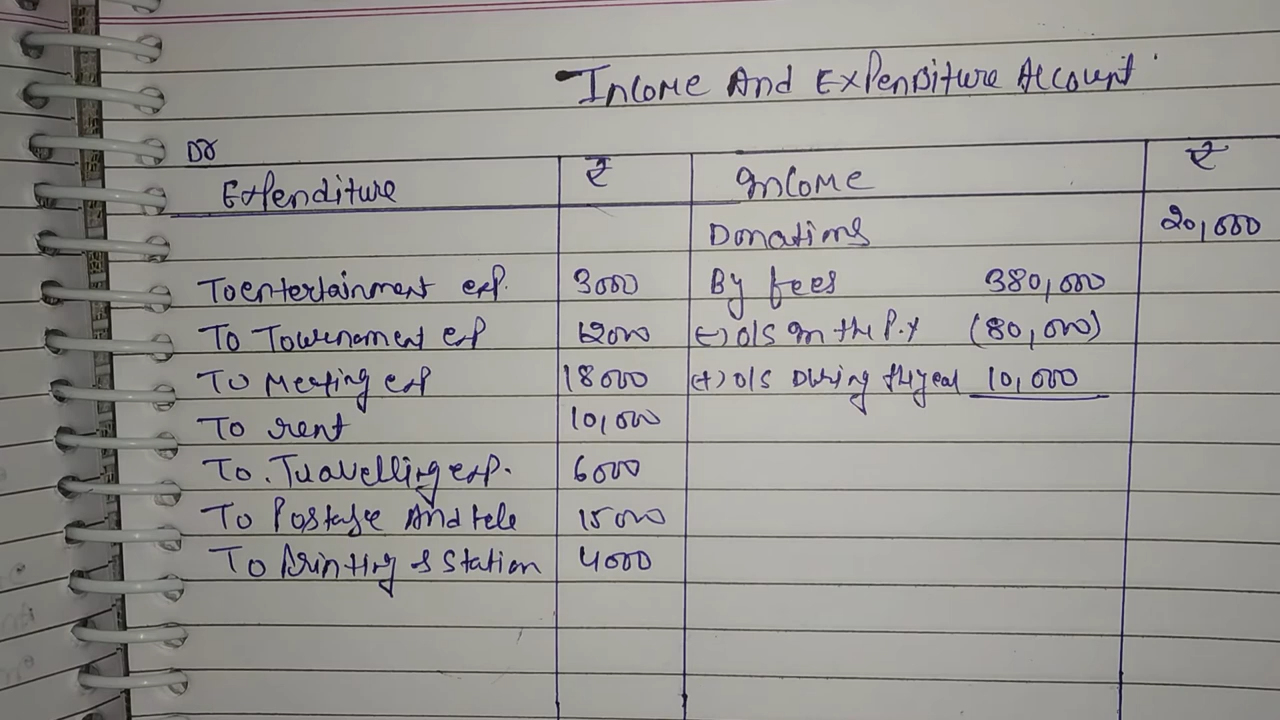 Income And Expenditure Account
Dr
Expenditure ₹ Income ₹
Donations 20,000
To entertainment exp. 3000 By fees 380,000
To Tournament exp 12000 (-) o/s in the P.Y (80,000)
To Meeting exp 18000 (+) o/s During the year 10,000
To rent 10,000
To. Travelling exp. 6000
To Postage And tele 15000
To Printing & Station 4000